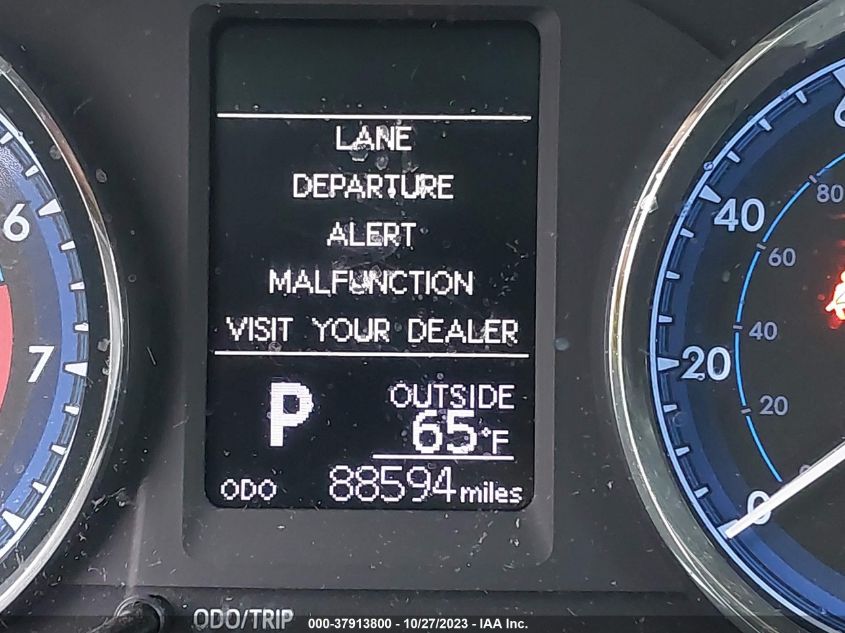 LANE
DEPARTURE
ALERT
MALFUNCTION
VISIT YOUR DEALER
P
OUTSIDE
65°F
ODO 88594 miles
6
7
80
40
60
40
20
20
0
ODO/TRIP
000-37913800 - 10/27/2023 - IAA Inc.